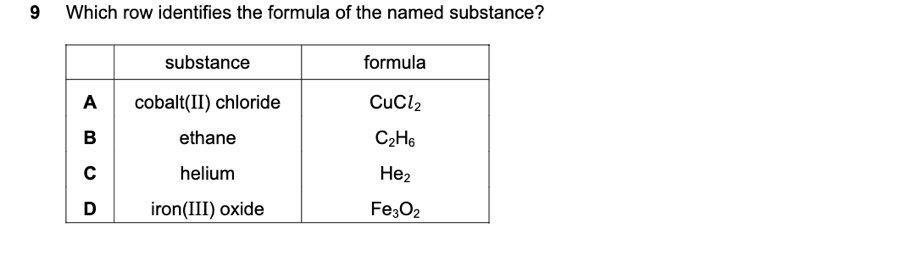 9 Which row identifies the formula of the named substance?
substance formula
A cobalt(II) chloride CuCl₂
B ethane C₂H₆
C helium He₂
D iron(III) oxide Fe₃O₂